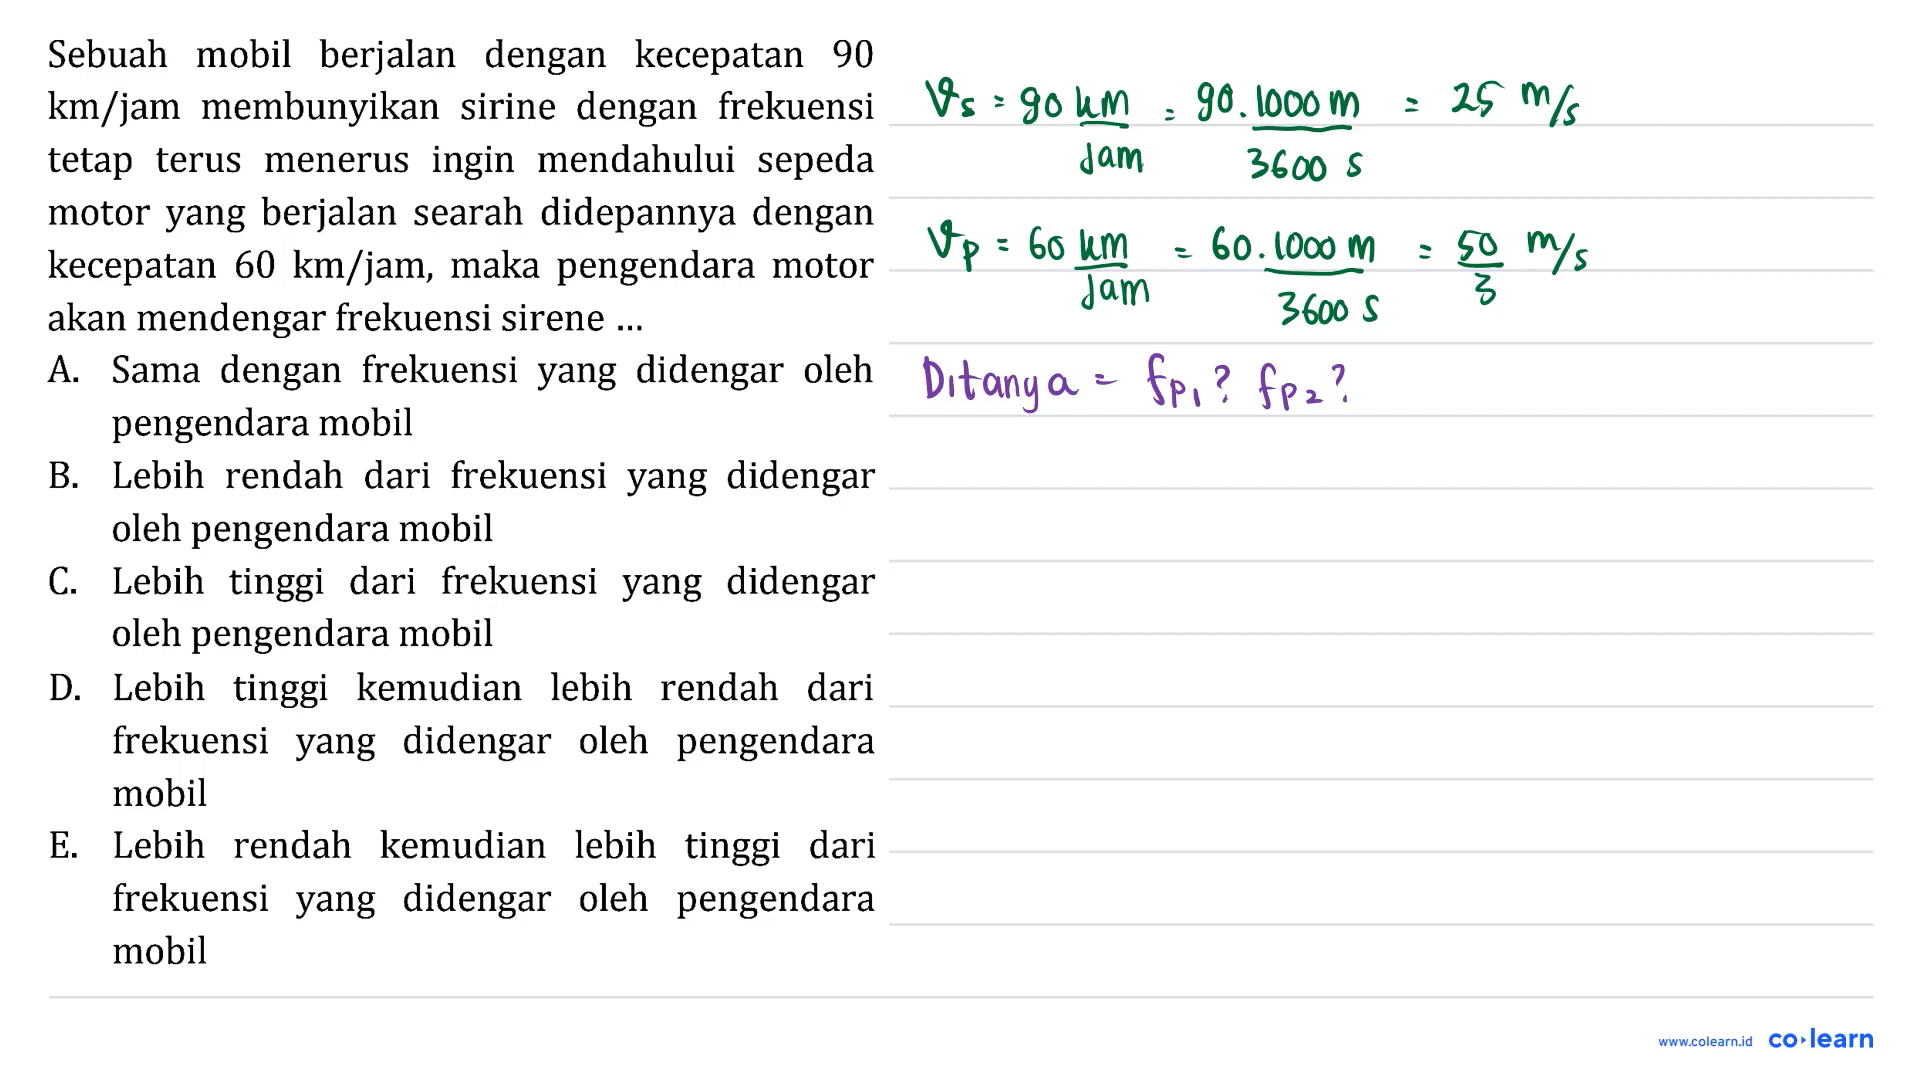 Sebuah mobil berjalan dengan kecepatan 90
km/jam membunyikan sirine dengan frekuensi
tetap terus menerus ingin mendahului sepeda
motor yang berjalan searah didepannya dengan
kecepatan 60 km/jam, maka pengendara motor
akan mendengar frekuensi sirene ...
A. Sama dengan frekuensi yang didengar oleh
pengendara mobil
B. Lebih rendah dari frekuensi yang didengar
oleh pengendara mobil
C. Lebih tinggi dari frekuensi yang didengar
oleh pengendara mobil
D. Lebih tinggi kemudian lebih rendah dari
frekuensi yang didengar oleh pengendara
mobil
E. Lebih rendah kemudian lebih tinggi dari
frekuensi yang didengar oleh pengendara
mobil
Vs = 90 km/Jam = 90.1000 m/3600 s = 25 m/s
Vp = 60 km/Jam = 60.1000 m/3600 s = 50/3 m/s
Ditanya = fp1? fp2?
www.colearn.id co learn